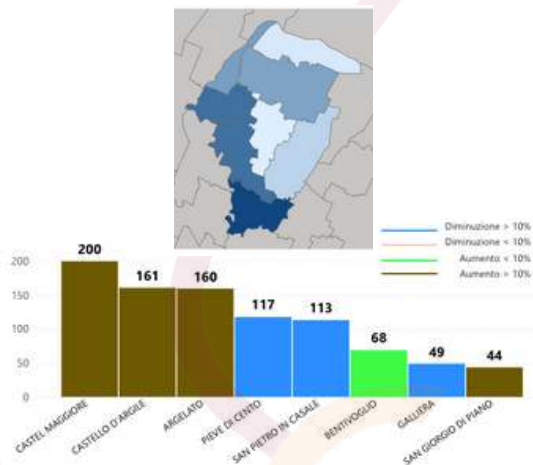 Diminuzione > 10%
Diminuzione < 10%
Aumento < 10%
Aumento > 10%
200
161
160
117
113
68
49
44
200
150
100
50
0
CASTEL MAGGIORE
CASTELLO D'ARGILE
ARGELATO
PIEVE DI CENTO
SAN PIETRO IN CASALE
BENTIVOGLIO
GALLIERA
SAN GIORGIO DI PIANO